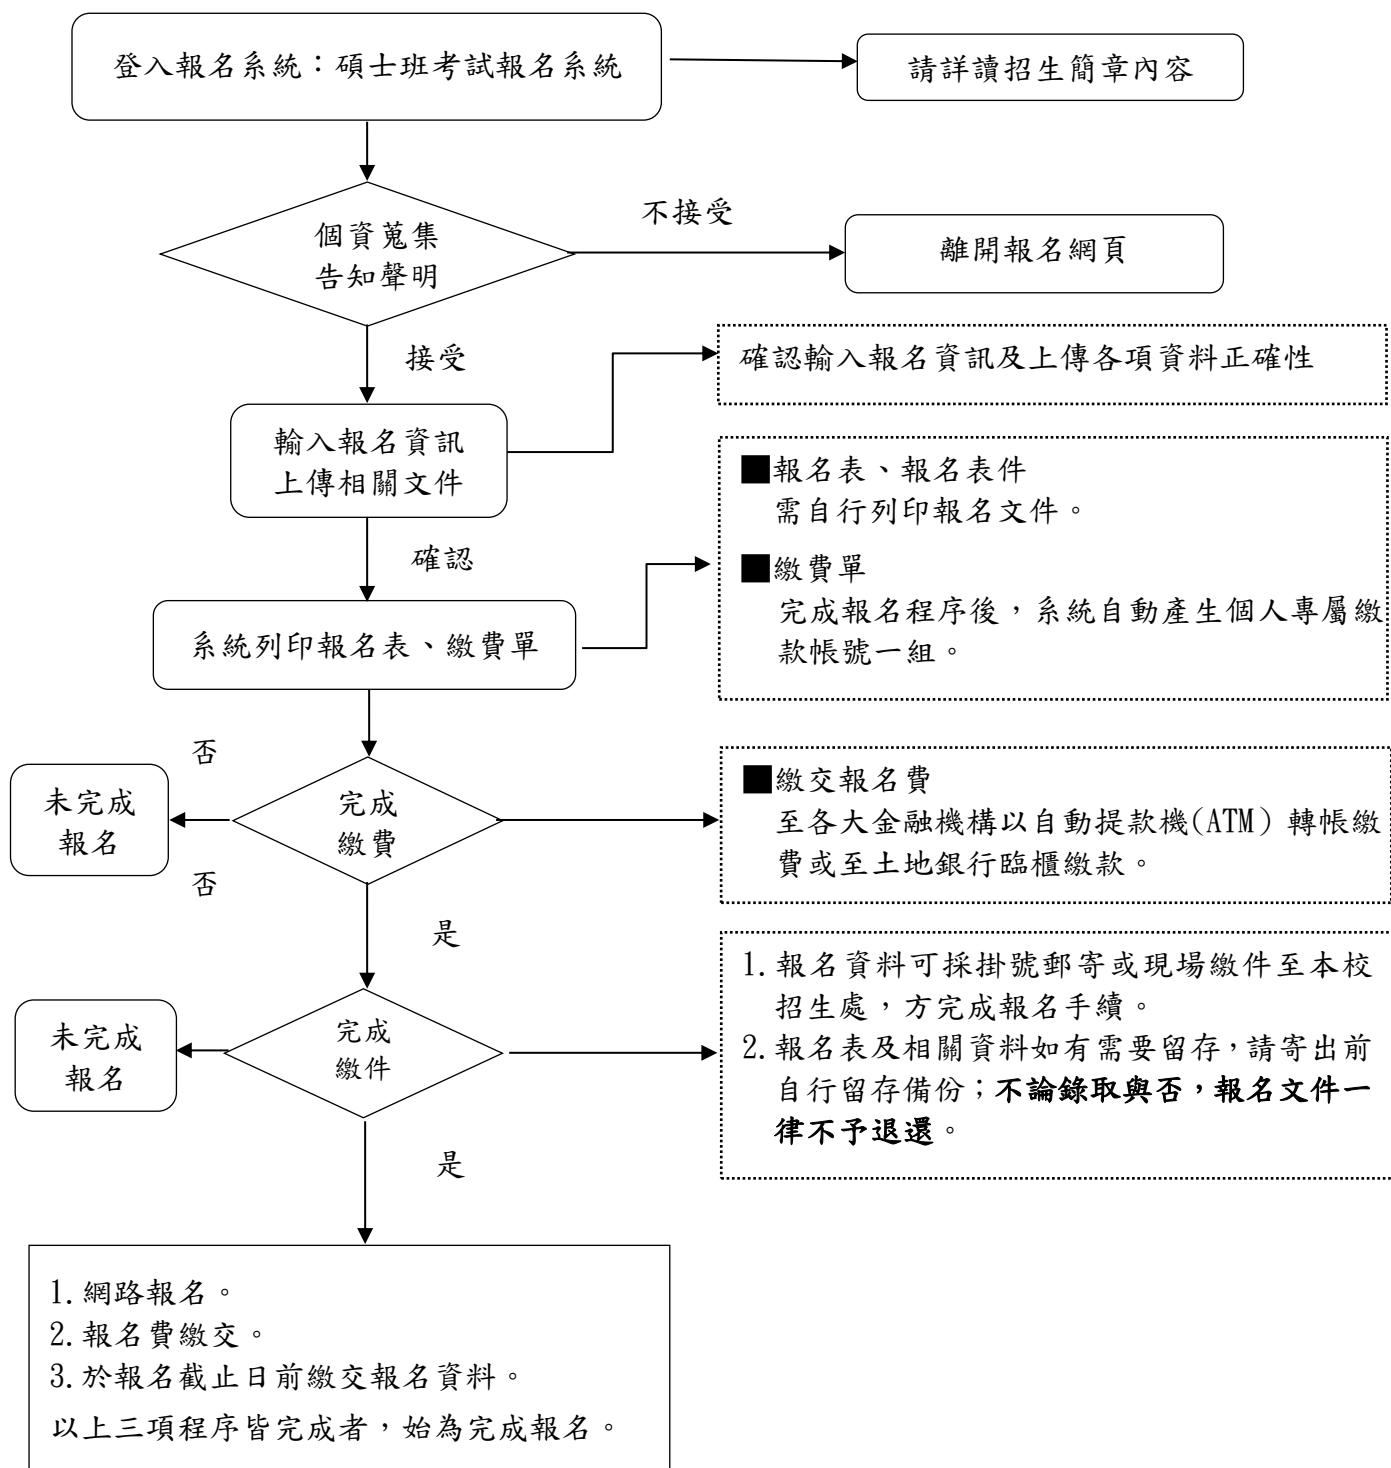 登入報名系統：碩士班考試報名系統
請詳讀招生簡章內容
個資蒐集
告知聲明
不接受
離開報名網頁
接受
確認輸入報名資訊及上傳各項資料正確性
輸入報名資訊
上傳相關文件
■報名表、報名表件
需自行列印報名文件。
確認
■繳費單
完成報名程序後，系統自動產生個人專屬繳
款帳號一組。
系統列印報名表、繳費單
否
未完成
報名
完成
繳費
■繳交報名費
至各大金融機構以自動提款機(ATM) 轉帳繳
費或至土地銀行臨櫃繳款。
否
是
未完成
報名
完成
繳件
1.報名資料可採掛號郵寄或現場繳件至本校
招生處，方完成報名手續。
2.報名表及相關資料如有需要留存，請寄出前
自行留存備份；不論錄取與否，報名文件一
律不予退還。
是
1.網路報名。
2.報名費繳交。
3.於報名截止日前繳交報名資料。
以上三項程序皆完成者，始為完成報名。